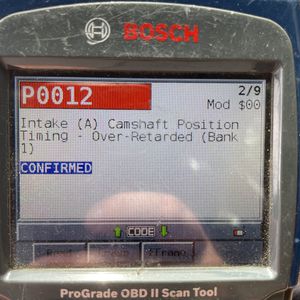 BOSCH
P0012
2/9
Mod $00
Intake (A) Camshaft Position
Timing - Over-Retarded (Bank
1)
CONFIRMED
CODE
ProGrade OBD II Scan Tool